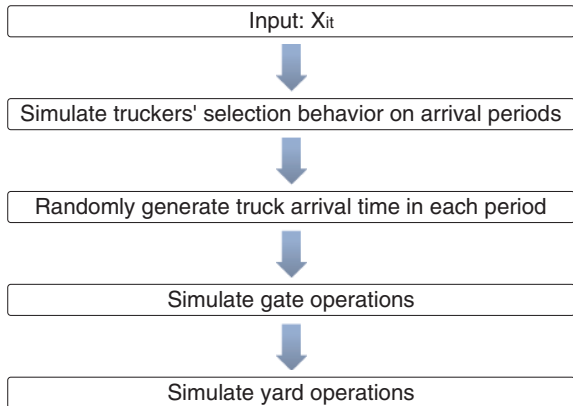 Input: Xit
Simulate truckers' selection behavior on arrival periods
Randomly generate truck arrival time in each period
Simulate gate operations
Simulate yard operations